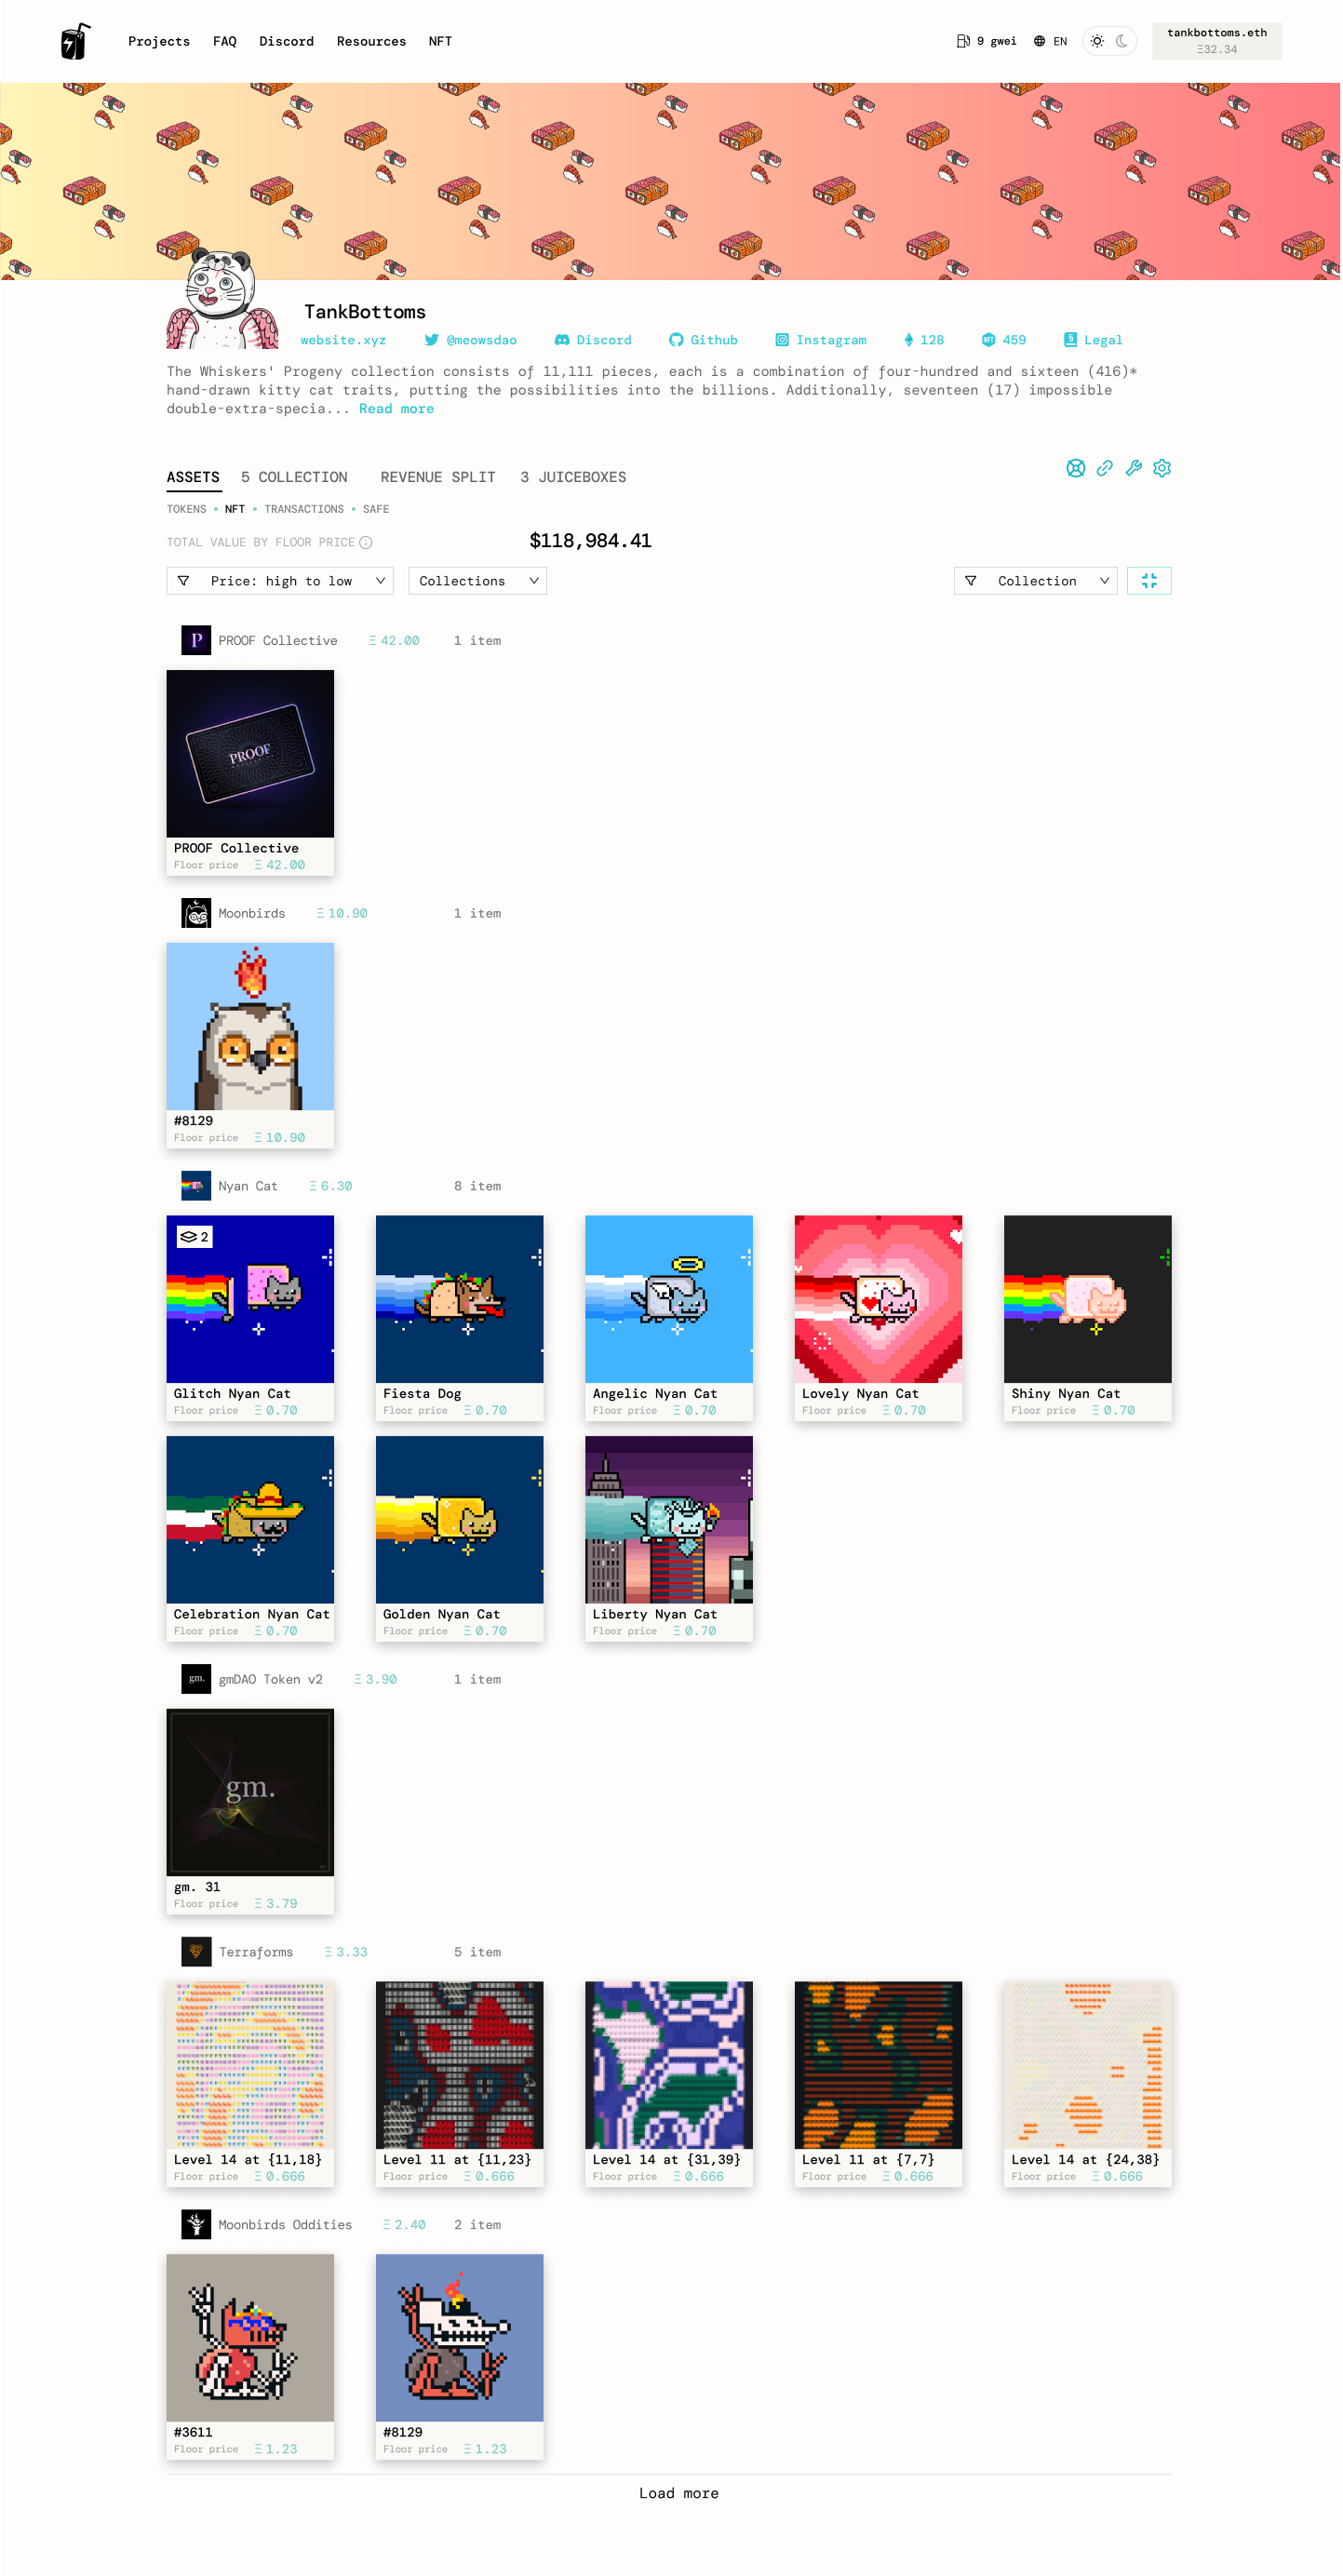 Projects FAQ Discord Resources NFT 9 gwei EN tankbottoms.eth
Ξ32.34
TankBottoms
website.xyz @meowsdao Discord Github Instagram 128 459 Legal
The Whiskers' Progeny collection consists of 11,111 pieces, each is a combination of four-hundred and sixteen (416)*
hand-drawn kitty cat traits, putting the possibilities into the billions. Additionally, seventeen (17) impossible
double-extra-specia... Read more
ASSETS 5 COLLECTION REVENUE SPLIT 3 JUICEBOXES
TOKENS • NFT • TRANSACTIONS • SAFE
TOTAL VALUE BY FLOOR PRICE $118,984.41
Price: high to low Collections Collection
P PROOF Collective Ξ 42.00 1 item
PROOF
PROOF Collective
Floor price Ξ 42.00
Moonbirds Ξ 10.90 1 item
#8129
Floor price Ξ 10.90
Nyan Cat Ξ 6.30 8 item
2
Glitch Nyan Cat Fiesta Dog Angelic Nyan Cat Lovely Nyan Cat Shiny Nyan Cat
Floor price Ξ 0.70 Floor price Ξ 0.70 Floor price Ξ 0.70 Floor price Ξ 0.70 Floor price Ξ 0.70
Celebration Nyan Cat Golden Nyan Cat Liberty Nyan Cat
Floor price Ξ 0.70 Floor price Ξ 0.70 Floor price Ξ 0.70
gm. gmDAO Token v2 Ξ 3.90 1 item
gm.
gm. 31
Floor price Ξ 3.79
Terraforms Ξ 3.33 5 item
Level 14 at {11,18} Level 11 at {11,23} Level 14 at {31,39} Level 11 at {7,7} Level 14 at {24,38}
Floor price Ξ 0.666 Floor price Ξ 0.666 Floor price Ξ 0.666 Floor price Ξ 0.666 Floor price Ξ 0.666
Moonbirds Oddities Ξ 2.40 2 item
#3611 #8129
Floor price Ξ 1.23 Floor price Ξ 1.23
Load more